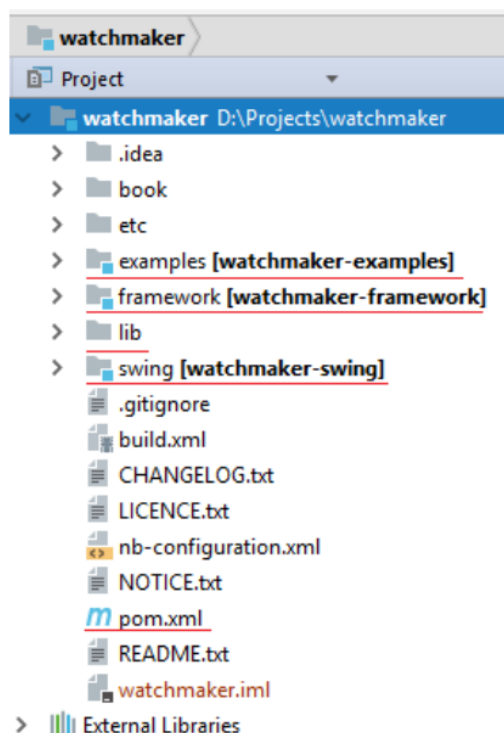 watchmaker
Project
watchmaker D:\Projects\watchmaker
.idea
book
etc
examples [watchmaker-examples]
framework [watchmaker-framework]
lib
swing [watchmaker-swing]
.gitignore
build.xml
CHANGELOG.txt
LICENCE.txt
nb-configuration.xml
NOTICE.txt
pom.xml
README.txt
watchmaker.iml
External Libraries